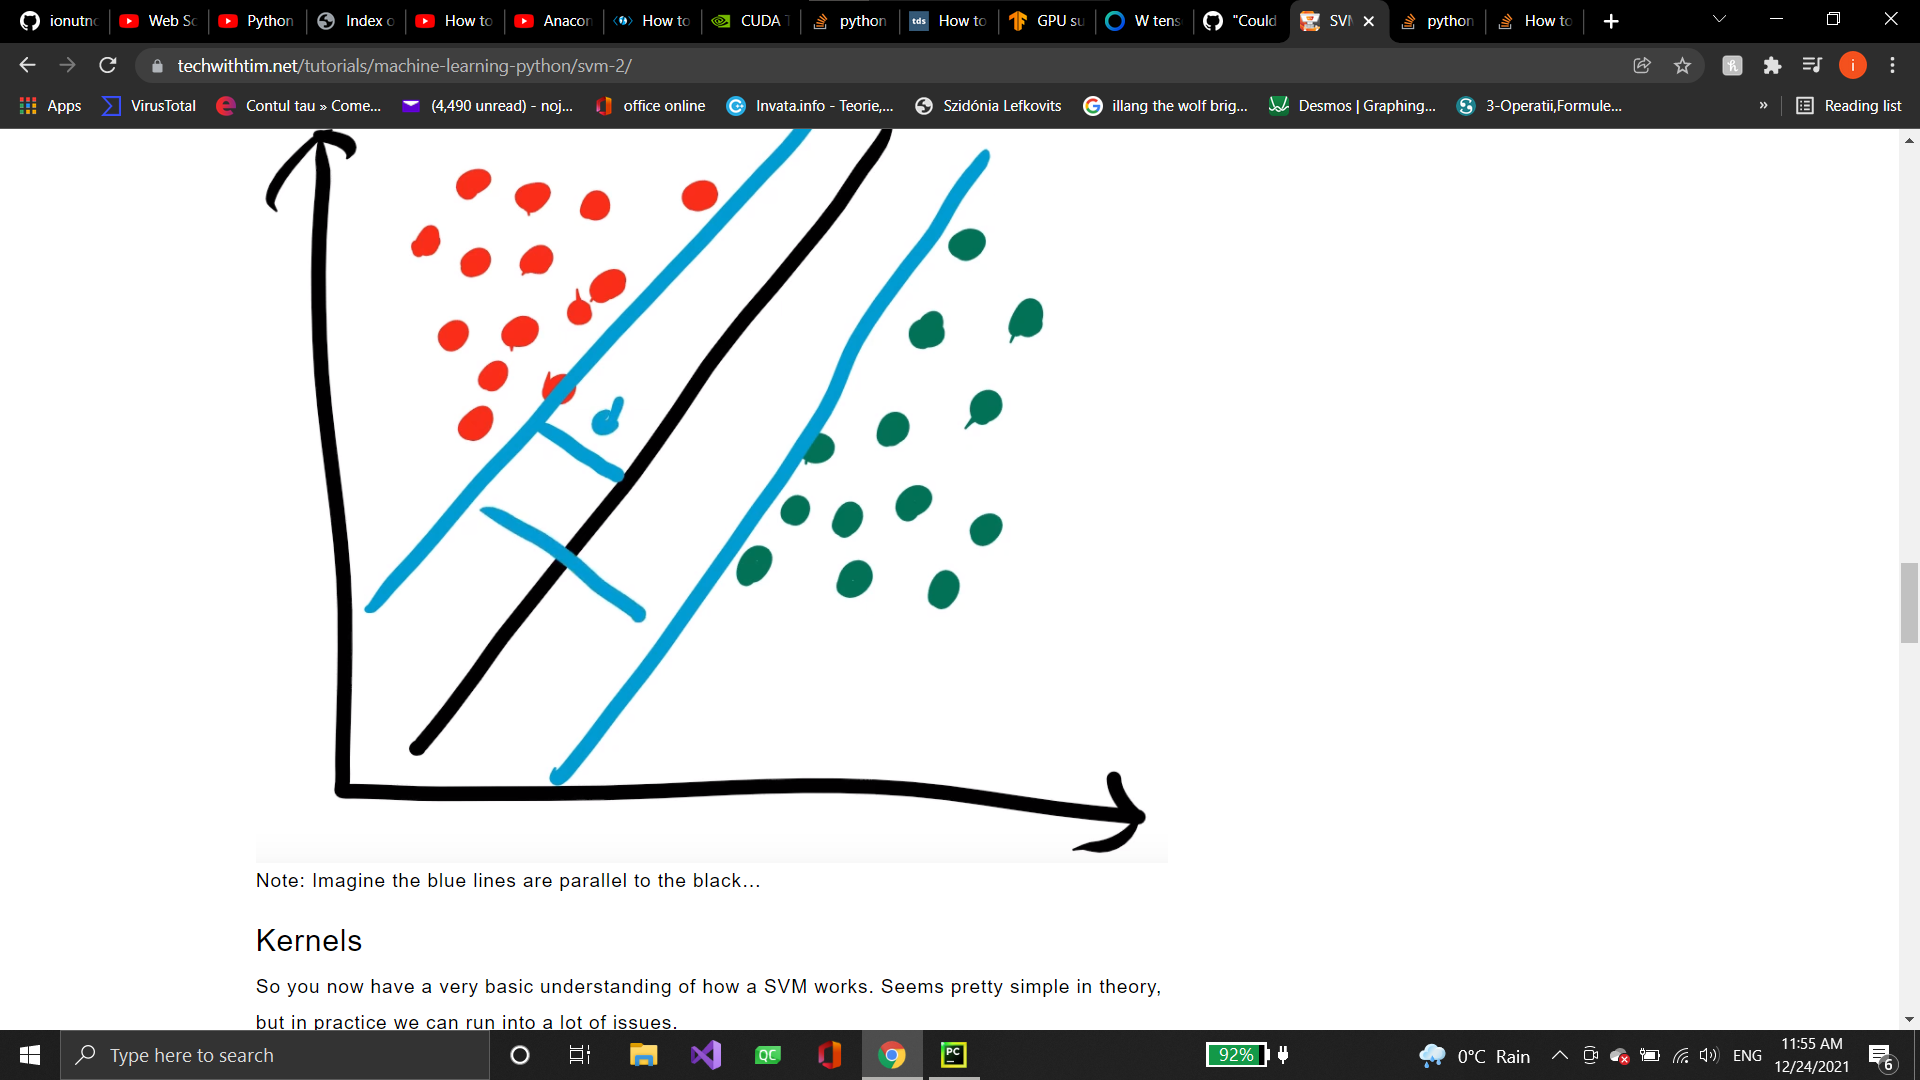 ionutno
Web Sc
Python
Index o
How to
Anacon
How to
CUDA T
python
How to
GPU su
W tens
"Could
SVM
python
How to
techwithtim.net/tutorials/machine-learning-python/svm-2/
Apps
VirusTotal
Contul tau » Come...
(4,490 unread) - noj...
office online
Invata.info - Teorie,...
Szidónia Lefkovits
illang the wolf brig...
Desmos | Graphing...
3-Operatii,Formule...
»
Reading list
d
Note: Imagine the blue lines are parallel to the black...
Kernels
So you now have a very basic understanding of how a SVM works. Seems pretty simple in theory,
but in practice we can run into a lot of issues.
Type here to search
92%
0°C Rain
ENG
11:55 AM
12/24/2021
6